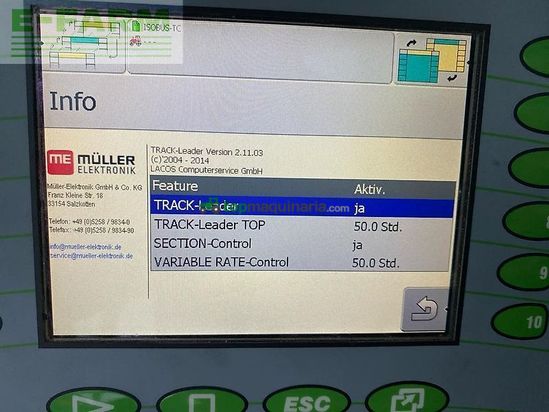 E-FARM
ISOBUS-TC
Info
ME MÜLLER
ELEKTRONIK
Müller-Elektronik GmbH & Co. KG
Franz Kleine Str. 18
33154 Salzkotten
Telefon: +49 (0)5258 / 9834-0
Telefax: +49 (0)5258 / 9834-90
info@mueller-elektronik.de
service@mueller-elektronik.de
TRACK-Leader Version 2.11.03
(c)'2004 - 2014
LACOS Computerservice GmbH
Feature Aktiv.
TRACK-Leader ja
topmaquinaria.com
TRACK-Leader TOP 50.0 Std.
SECTION-Control ja
VARIABLE RATE-Control 50.0 Std.
9
10
ESC